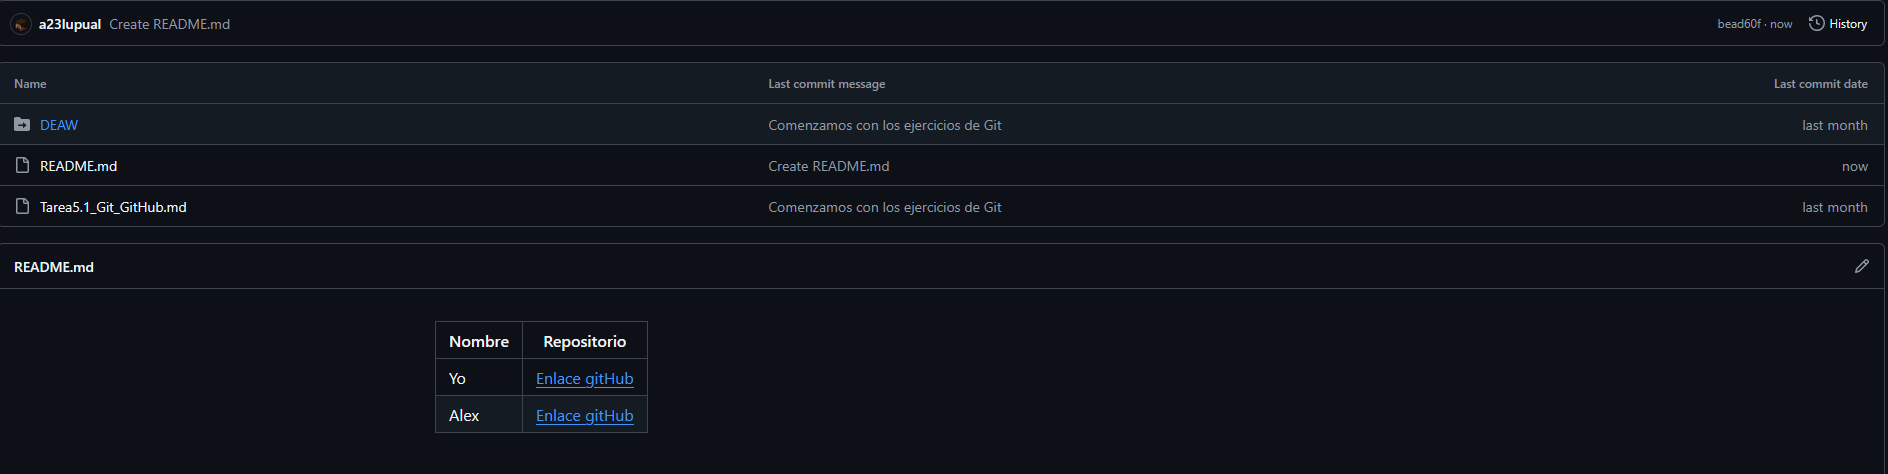 a23lupual Create README.md bead60f · now History
Name Last commit message Last commit date
DEAW Comenzamos con los ejercicios de Git last month
README.md Create README.md now
Tarea5.1_Git_GitHub.md Comenzamos con los ejercicios de Git last month
README.md
Nombre Repositorio
Yo Enlace gitHub
Alex Enlace gitHub